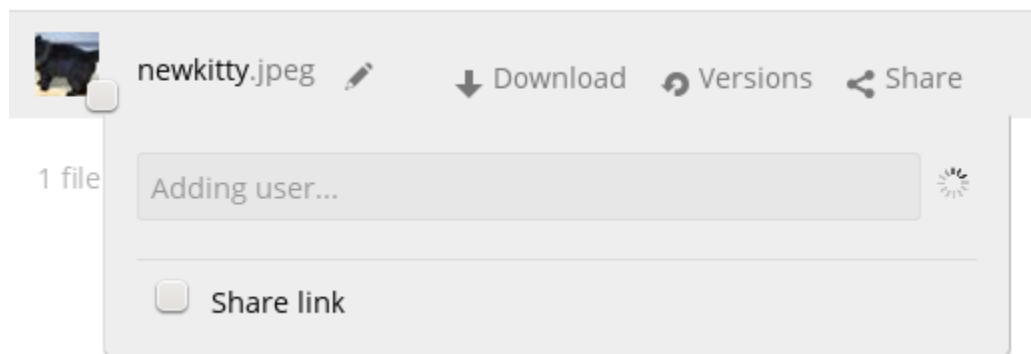 newkitty.jpeg Download Versions Share
1 file
Adding user...
Share link